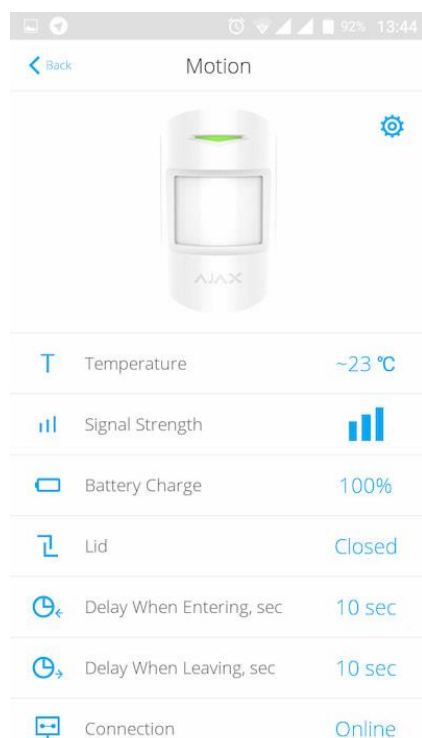 92% 13:44
Back Motion
AJAX
T Temperature ~23 °C
Signal Strength
Battery Charge 100%
Lid Closed
Delay When Entering, sec 10 sec
Delay When Leaving, sec 10 sec
Connection Online